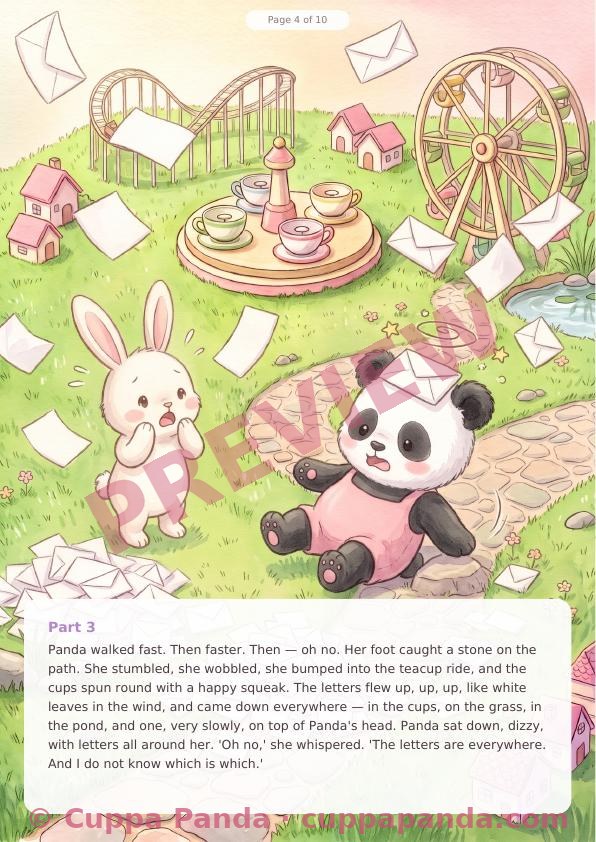 Page 4 of 10
PREVIEW
Part 3
Panda walked fast. Then faster. Then — oh no. Her foot caught a stone on the
path. She stumbled, she wobbled, she bumped into the teacup ride, and the
cups spun round with a happy squeak. The letters flew up, up, up, like white
leaves in the wind, and came down everywhere — in the cups, on the grass, in
the pond, and one, very slowly, on top of Panda's head. Panda sat down, dizzy,
with letters all around her. 'Oh no,' she whispered. 'The letters are everywhere.
And I do not know which is which.'
© Cuppa Panda · cuppapanda.com